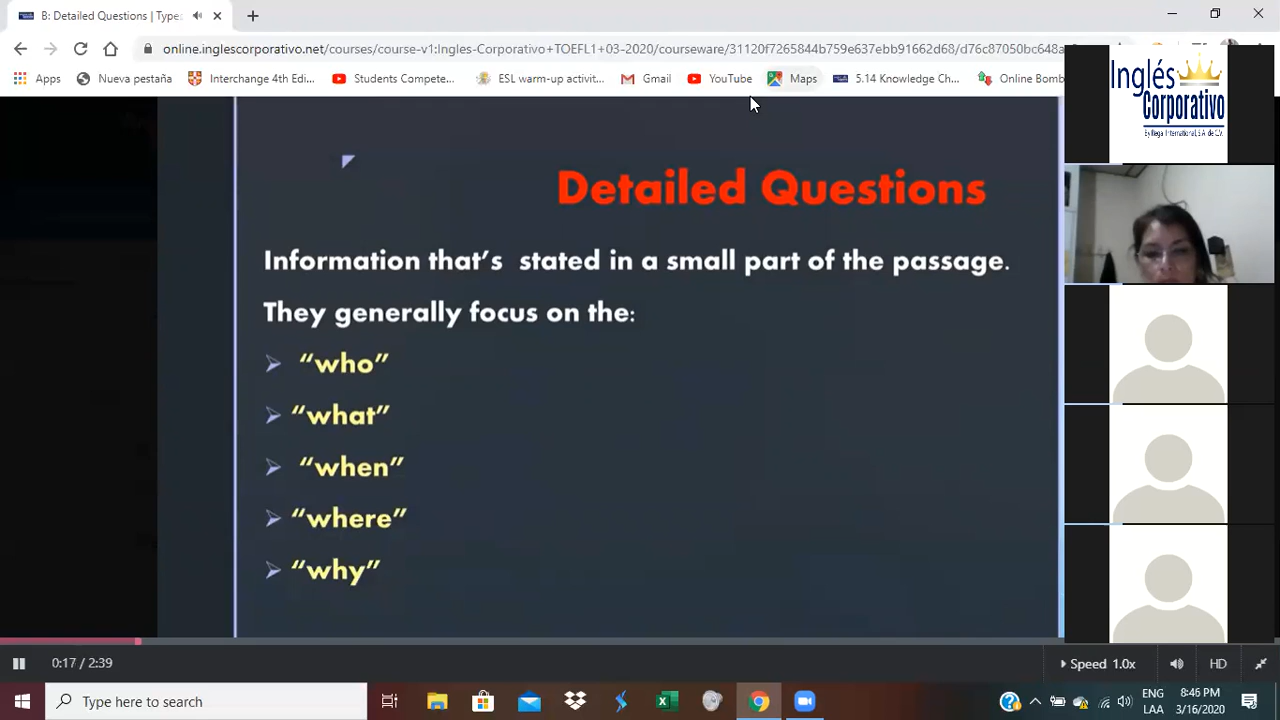 B: Detailed Questions | Type:
online.inglescorporativo.net/courses/course-v1:Ingles-Corporativo+TOEFL1+03-2020/courseware/31120f7265844b759e637ebb91662d68/d76c87050bc648a
Apps
Nueva pestaña
Interchange 4th Edi...
Students Compete...
ESL warm-up activit...
Gmail
YouTube
Maps
5.14 Knowledge Ch...
Online Bomb
Inglés
Corporativo
Detailed Questions
Information that's stated in a small part of the passage.
They generally focus on the:
➢ “who”
➢ “what”
➢ “when”
➢ “where”
➢ “why”
0:17 / 2:39
Speed 1.0x
HD
Type here to search
ENG
LAA
8:46 PM
3/16/2020